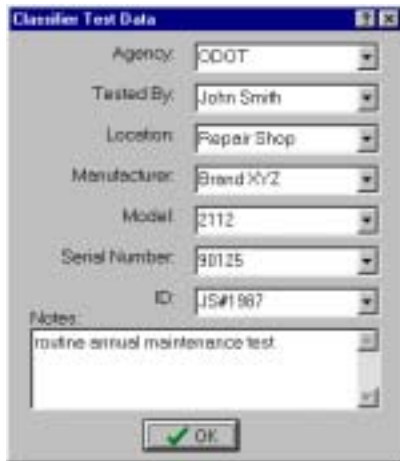 Classifier Test Data
Agency: ODOT
Tested By: John Smith
Location: Repair Shop
Manufacturer: Brand XYZ
Model: 2112
Serial Number: 90125
ID: JS#1987
Notes:
routine annual maintenance test
OK